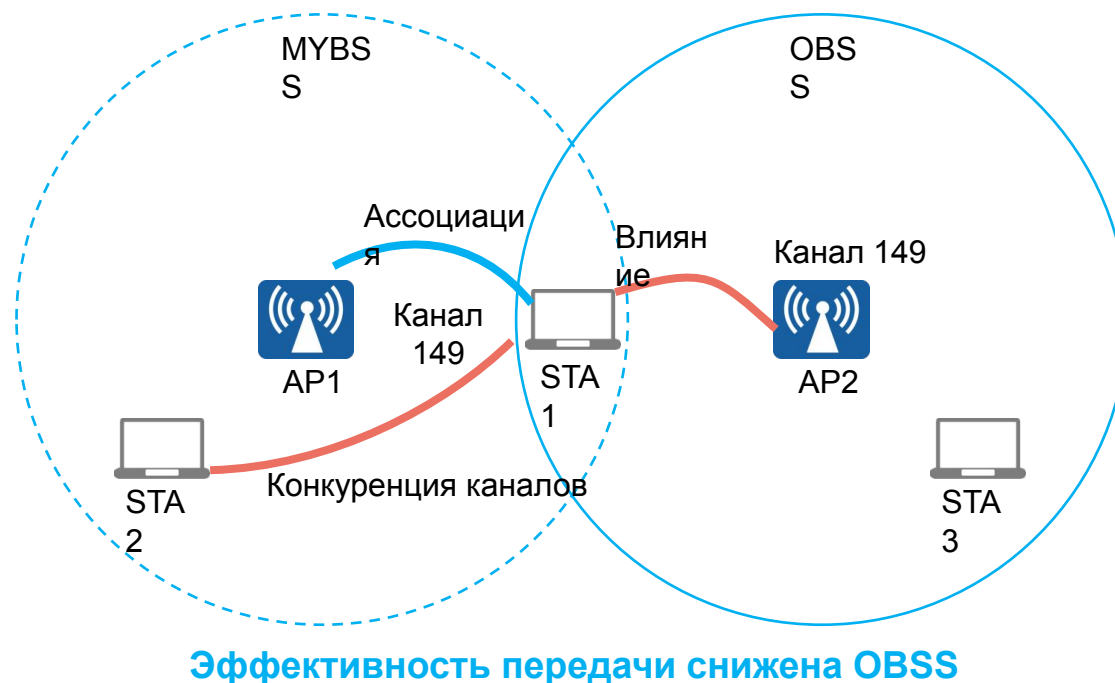 MYBS
S
OBS
S
Ассоциаци
я
Влиян
ие
Канал 149
Канал
149
AP1
STA
1
AP2
STA
2
Конкуренция каналов
STA
3
Эффективность передачи снижена OBSS